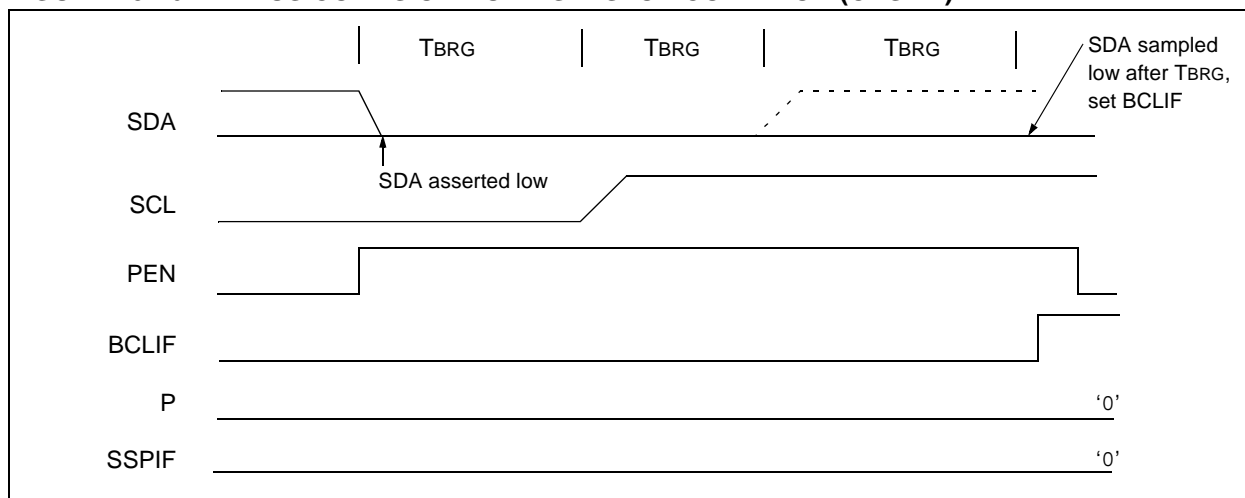 TBRG TBRG TBRG
SDA sampled
low after TBRG,
set BCLIF
SDA
SDA asserted low
SCL
PEN
BCLIF
P '0'
SSPIF '0'